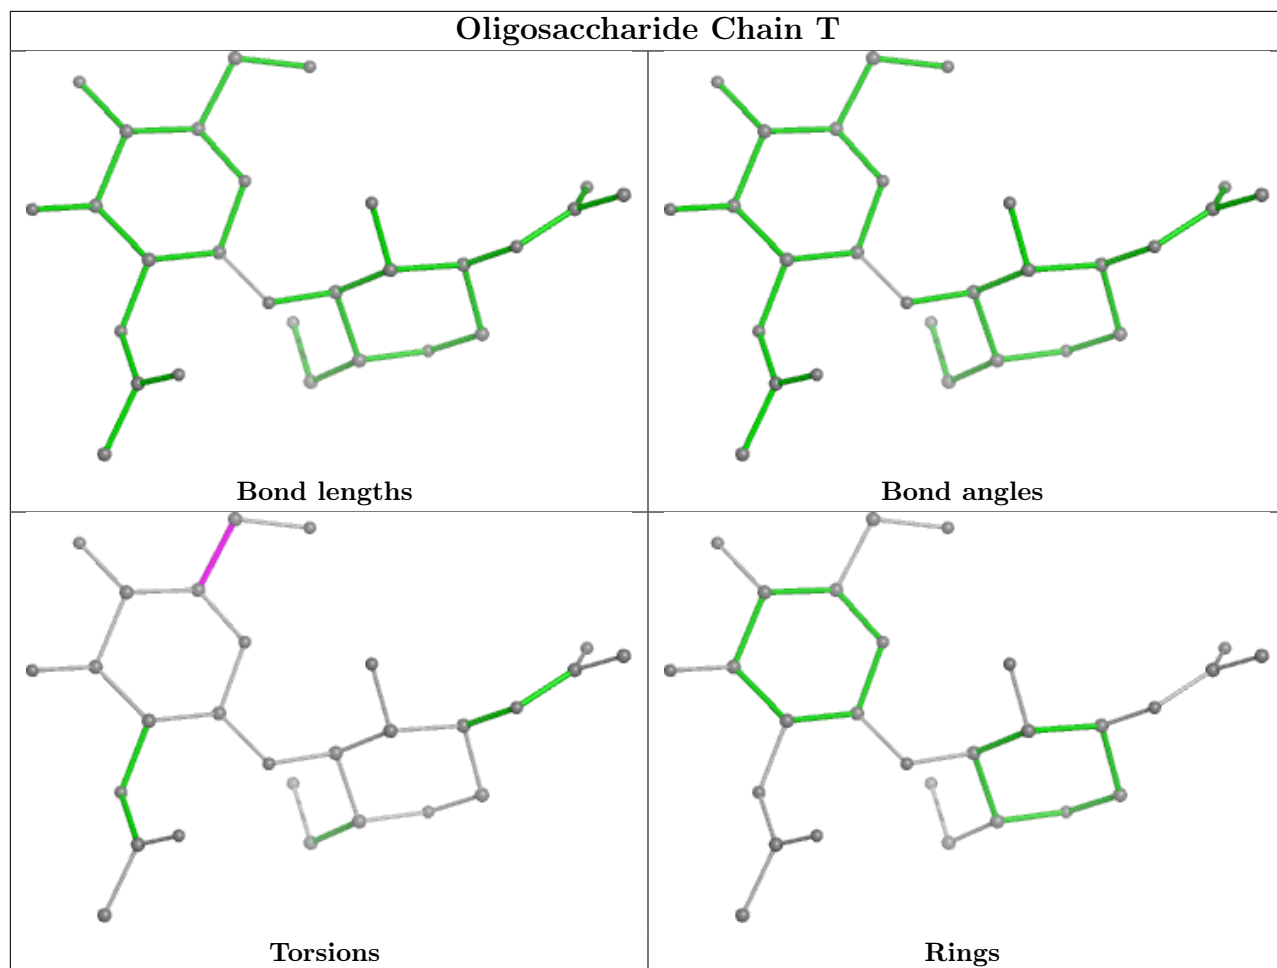 Oligosaccharide Chain T
Bond lengths
Bond angles
Torsions
Rings